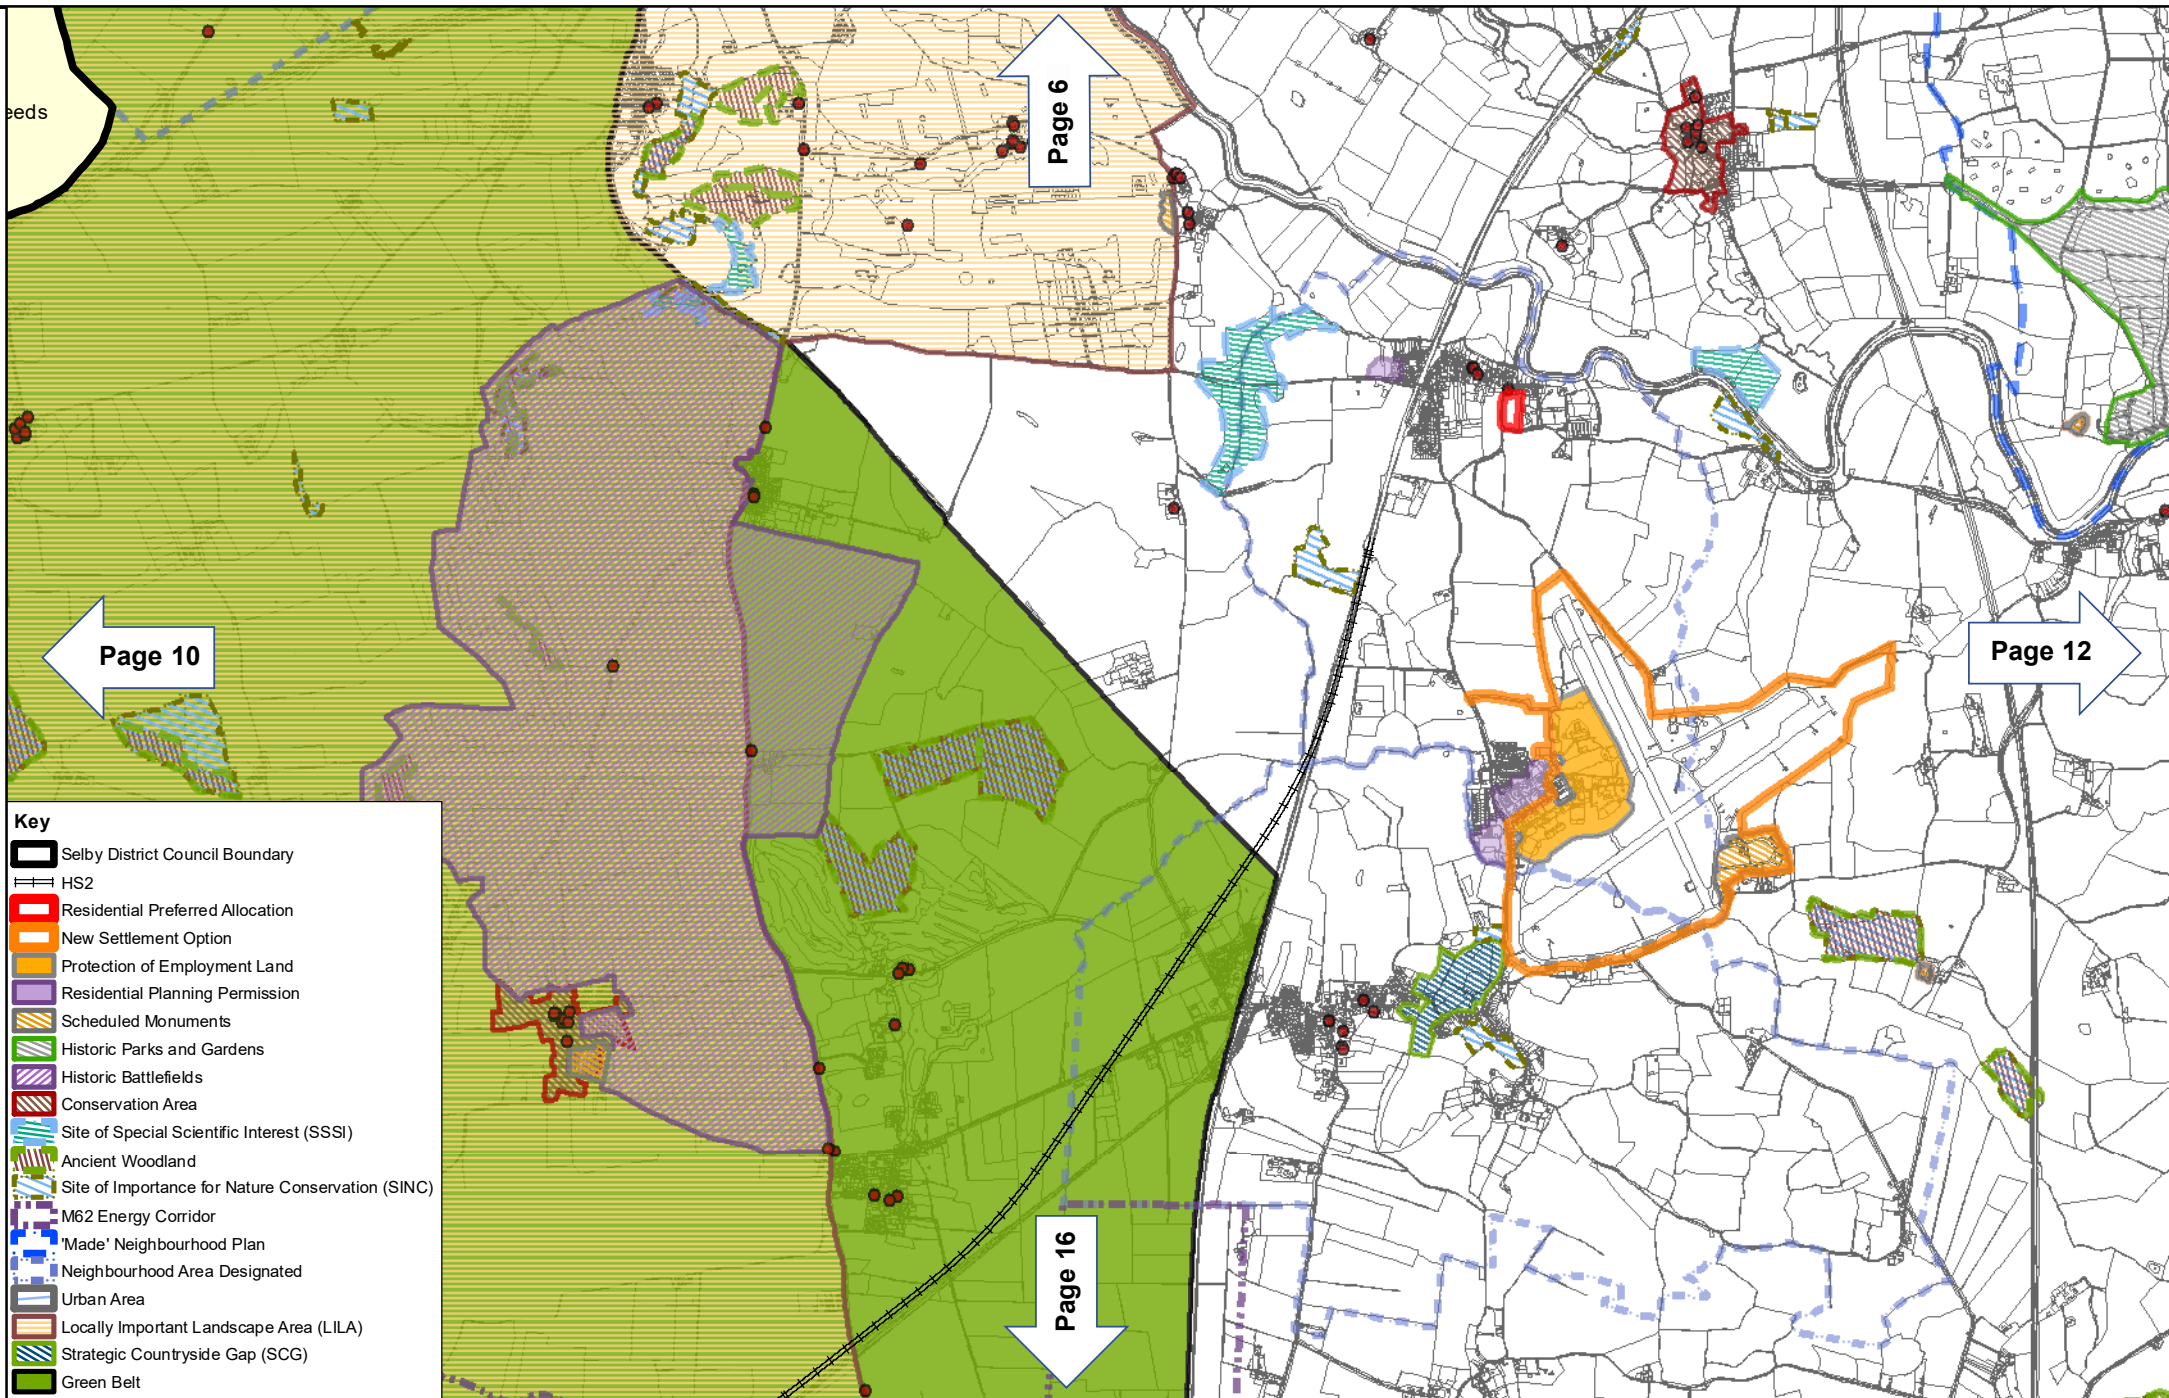 eeds
Page 6
Page 10
Page 12
Page 16
Key
Selby District Council Boundary
HS2
Residential Preferred Allocation
New Settlement Option
Protection of Employment Land
Residential Planning Permission
Scheduled Monuments
Historic Parks and Gardens
Historic Battlefields
Conservation Area
Site of Special Scientific Interest (SSSI)
Ancient Woodland
Site of Importance for Nature Conservation (SINC)
M62 Energy Corridor
'Made' Neighbourhood Plan
Neighbourhood Area Designated
Urban Area
Locally Important Landscape Area (LILA)
Strategic Countryside Gap (SCG)
Green Belt